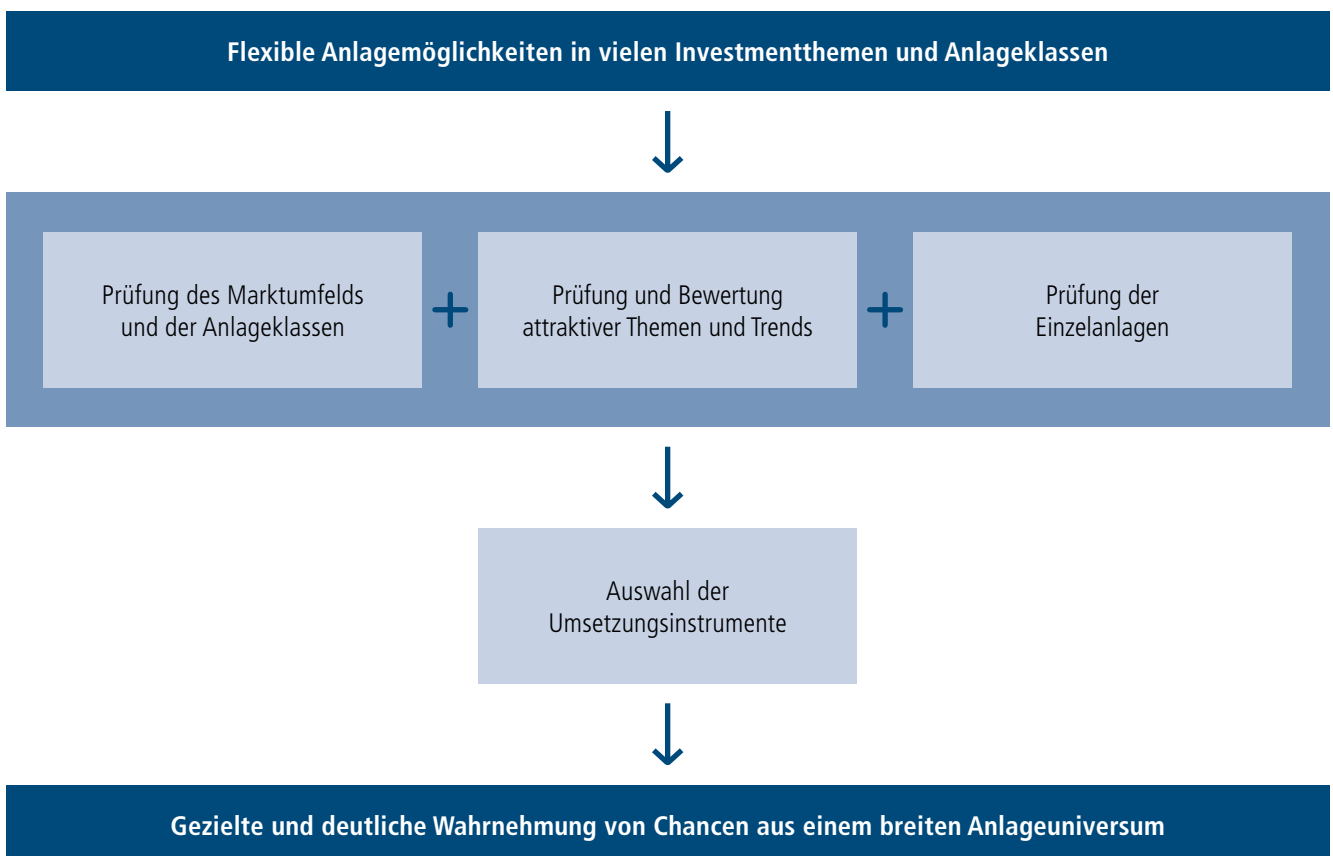 Flexible Anlagemöglichkeiten in vielen Investmentthemen und Anlageklassen
Prüfung des Marktumfelds
und der Anlageklassen
+
Prüfung und Bewertung
attraktiver Themen und Trends
+
Prüfung der
Einzelanlagen
Auswahl der
Umsetzungsinstrumente
Gezielte und deutliche Wahrnehmung von Chancen aus einem breiten Anlageuniversum